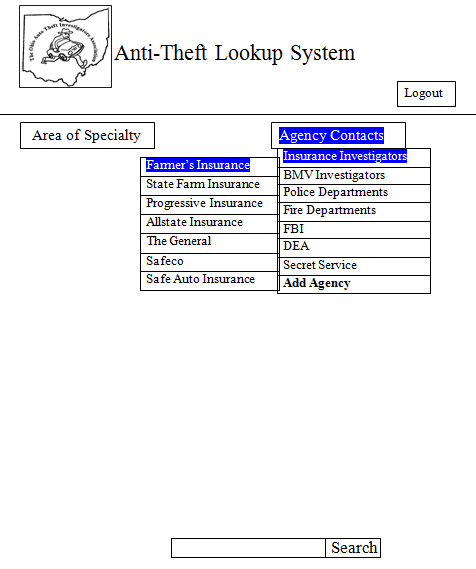 The Ohio Auto Theft Investigators Association
Anti-Theft Lookup System
Logout
Area of Specialty
Agency Contacts
Farmer's Insurance
State Farm Insurance
Progressive Insurance
Allstate Insurance
The General
Safeco
Safe Auto Insurance
Insurance Investigators
BMV Investigators
Police Departments
Fire Departments
FBI
DEA
Secret Service
Add Agency
Search